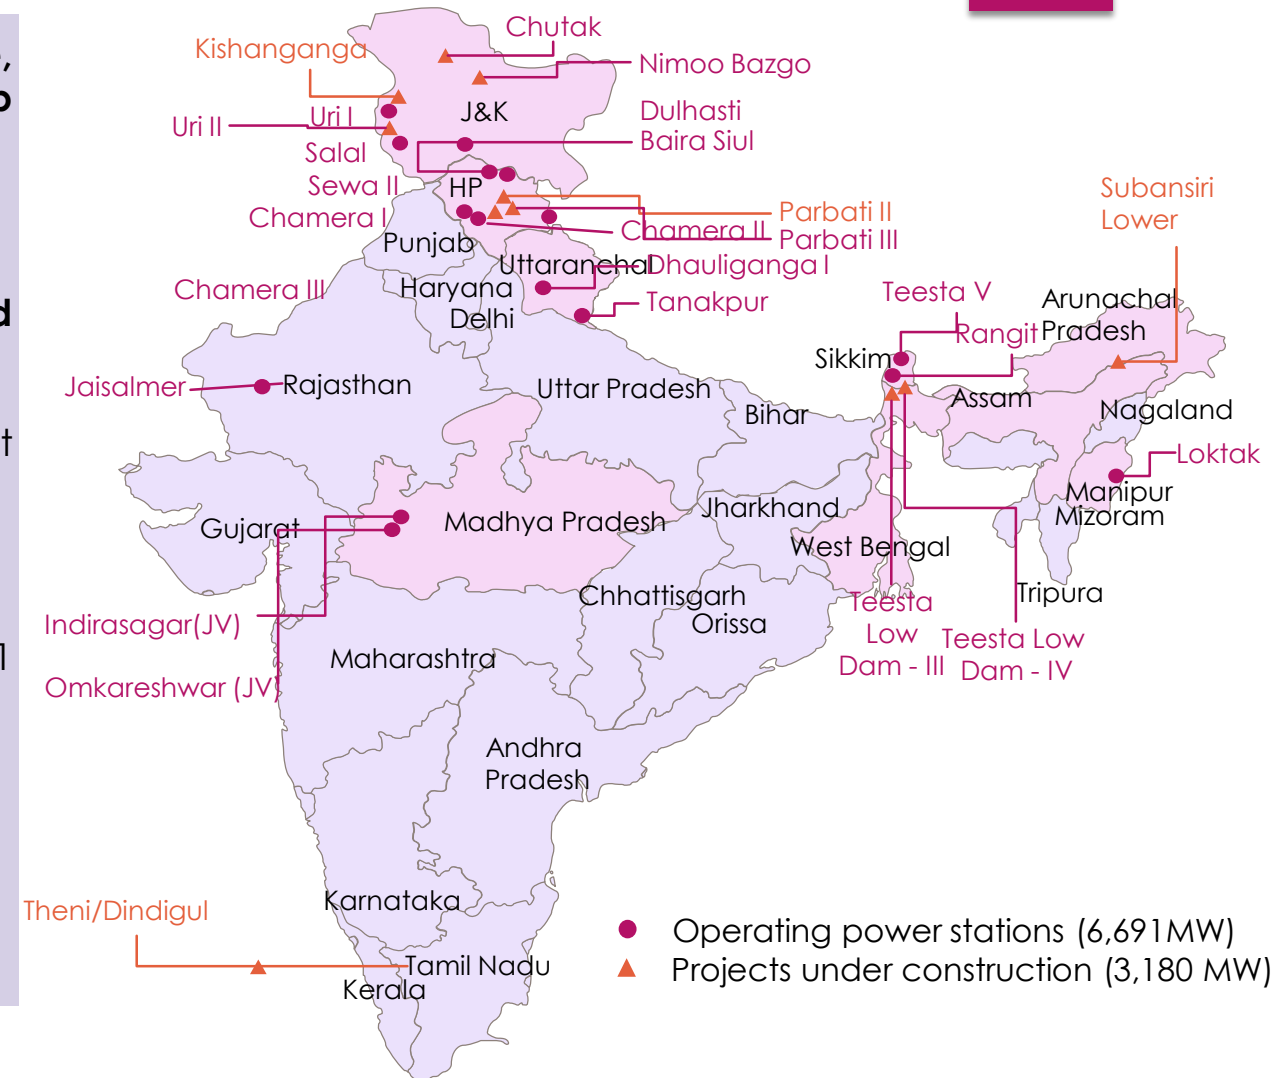 Chutak
Kishanganga
Nimoo Bazgo
J&K
Dulhasti
Uri I
Uri II
Baira Siul
Salal
Sewa II
HP
Subansiri
Lower
Chamera I
Parbati II
Chamera II
Parbati III
Punjab
Uttaranchal
Dhauliganga I
Chamera III
Haryana
Tanakpur
Teesta V
Arunachal
Pradesh
Delhi
Rangit
Sikkim
Jaisalmer
Rajasthan
Uttar Pradesh
Assam
Bihar
Nagaland
Loktak
Manipur
Mizoram
Jharkhand
Madhya Pradesh
Gujarat
West Bengal
Chhattisgarh
Tripura
Orissa
Indirasagar(JV)
Teesta
Low
Dam - III
Teesta Low
Dam - IV
Maharashtra
Omkareshwar (JV)
Andhra
Pradesh
Karnataka
Theni/Dindigul
Tamil Nadu
Kerala
Operating power stations (6,691MW)
Projects under construction (3,180 MW)